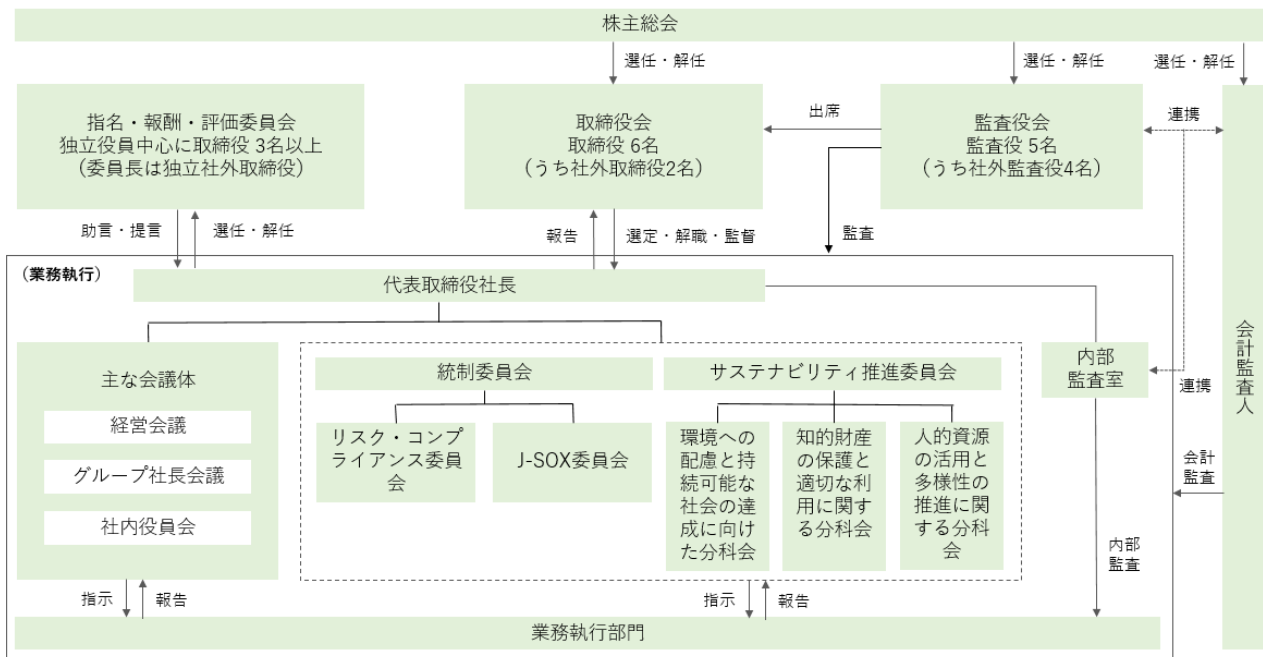 株主総会
選任・解任
選任・解任
選任・解任
指名・報酬・評価委員会
独立役員中心に取締役 3名以上
(委員長は独立社外取締役)
取締役会
取締役 6名
(うち社外取締役2名)
出席
監査役会
監査役 5名
(うち社外監査役4名)
連携
助言・提言
選任・解任
報告
選定・解職・監督
監査
(業務執行)
代表取締役社長
主な会議体
経営会議
グループ社長会議
社内役員会
統制委員会
リスク・コンプ
ライアンス委員
会
J-SOX委員会
サステナビリティ推進委員会
環境への
配慮と持
続可能な
社会の達
成に向け
た分科会
知的財産
の保護と
適切な利
用に関す
る分科会
人的資源
の活用と
多様性の
推進に関
する分科
会
内部
監査室
連携
会計監査人
会計
監査
内部
監査
指示
報告
指示
報告
業務執行部門